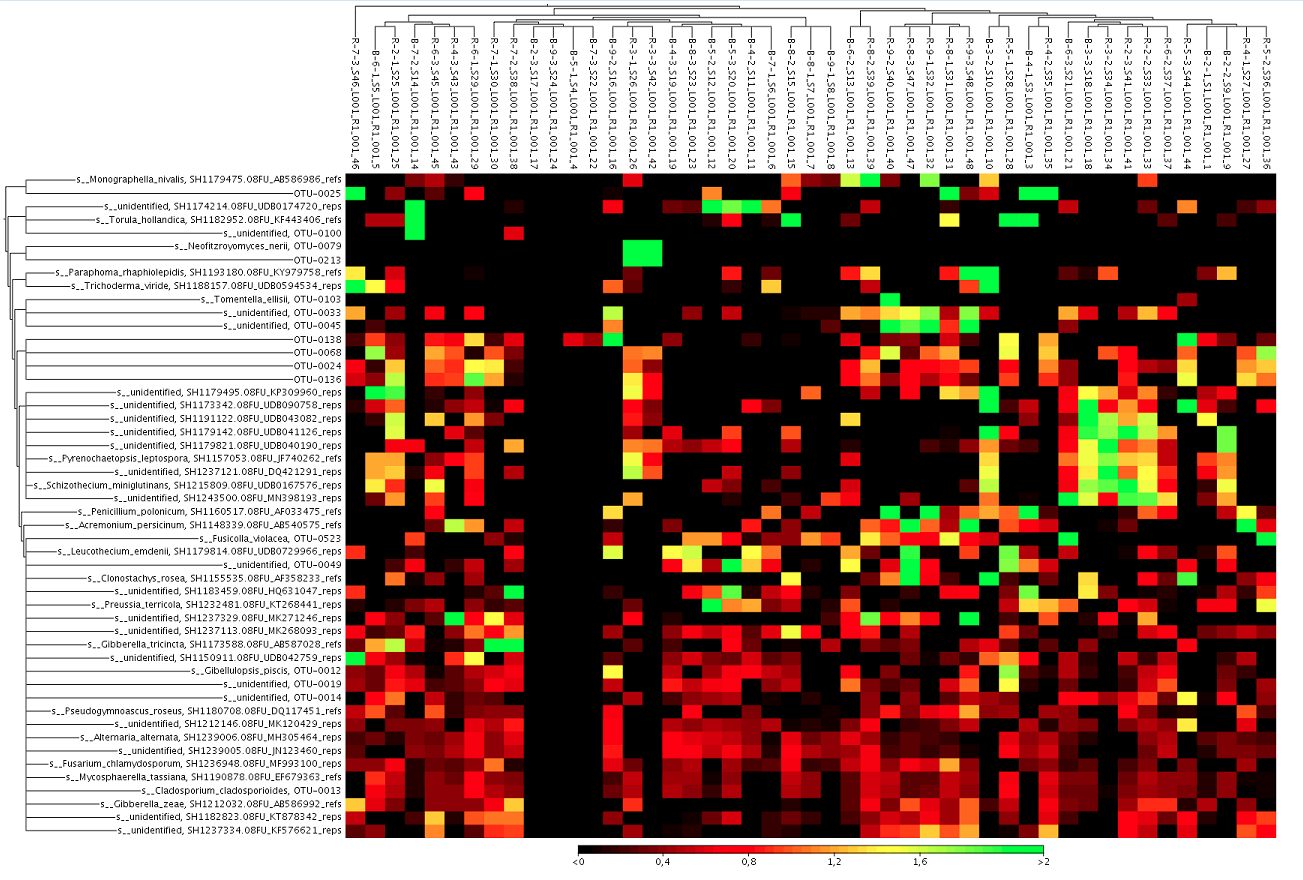 R-7-3_S46_L001_R1_001_46
B-6-1_S5_L001_R1_001_5
R-2-1_S25_L001_R1_001_25
B-7-2_S14_L001_R1_001_14
R-6-3_S45_L001_R1_001_45
R-4-3_S43_L001_R1_001_43
R-6-1_S29_L001_R1_001_29
R-7-1_S30_L001_R1_001_30
R-7-2_S38_L001_R1_001_38
B-2-3_S17_L001_R1_001_17
B-9-3_S24_L001_R1_001_24
B-5-1_S4_L001_R1_001_4
B-7-3_S22_L001_R1_001_22
B-9-2_S16_L001_R1_001_16
R-3-1_S26_L001_R1_001_26
R-3-3_S42_L001_R1_001_42
B-4-3_S19_L001_R1_001_19
B-8-3_S23_L001_R1_001_23
B-5-2_S12_L001_R1_001_12
B-5-3_S20_L001_R1_001_20
B-4-2_S11_L001_R1_001_11
B-7-1_S6_L001_R1_001_6
B-8-2_S15_L001_R1_001_15
B-8-1_S7_L001_R1_001_7
B-9-1_S8_L001_R1_001_8
B-6-2_S13_L001_R1_001_13
R-8-2_S39_L001_R1_001_39
R-9-2_S40_L001_R1_001_40
R-8-3_S47_L001_R1_001_47
R-9-1_S32_L001_R1_001_32
R-8-1_S31_L001_R1_001_31
R-9-3_S48_L001_R1_001_48
B-3-2_S10_L001_R1_001_10
R-5-1_S28_L001_R1_001_28
B-4-1_S3_L001_R1_001_3
R-4-2_S35_L001_R1_001_35
B-6-3_S21_L001_R1_001_21
B-3-3_S18_L001_R1_001_18
R-3-2_S34_L001_R1_001_34
R-2-3_S41_L001_R1_001_41
R-2-2_S33_L001_R1_001_33
R-6-2_S37_L001_R1_001_37
R-5-3_S44_L001_R1_001_44
B-2-1_S1_L001_R1_001_1
B-2-2_S9_L001_R1_001_9
R-4-1_S27_L001_R1_001_27
R-5-2_S36_L001_R1_001_36
s__Monographella_nivalis, SH1179475.08FU_AB586986_refs
OTU-0025
s__unidentified, SH1174214.08FU_UDB0174720_reps
s__Torula_hollandica, SH1182952.08FU_KF443406_refs
s__unidentified, OTU-0100
s__Neofitzroyomyces_nerii, OTU-0079
OTU-0213
s__Paraphoma_rhaphiolepidis, SH1193180.08FU_KY979758_refs
s__Trichoderma_viride, SH1188157.08FU_UDB0594534_reps
s__Tomentella_ellisii, OTU-0103
s__unidentified, OTU-0033
s__unidentified, OTU-0045
OTU-0138
OTU-0068
OTU-0024
OTU-0136
s__unidentified, SH1179495.08FU_KP309960_reps
s__unidentified, SH1173342.08FU_UDB090758_reps
s__unidentified, SH1191122.08FU_UDB043082_reps
s__unidentified, SH1179142.08FU_UDB041126_reps
s__unidentified, SH1179821.08FU_UDB040190_reps
s__Pyrenochaetopsis_leptospora, SH1157053.08FU_JF740262_refs
s__unidentified, SH1237121.08FU_DQ421291_reps
s__Schizothecium_miniglutinans, SH1215809.08FU_UDB0167576_reps
s__unidentified, SH1243500.08FU_MN398193_reps
s__Penicillium_polonicum, SH1160517.08FU_AF033475_refs
s__Acremonium_persicinum, SH1148339.08FU_AB540575_refs
s__Fusicolla_violacea, OTU-0523
s__Leucothecium_emdenii, SH1179814.08FU_UDB0729966_reps
s__unidentified, OTU-0049
s__Clonostachys_rosea, SH1155535.08FU_AF358233_refs
s__unidentified, SH1183459.08FU_HQ631047_reps
s__Preussia_terricola, SH1232481.08FU_KT268441_reps
s__unidentified, SH1237329.08FU_MK271246_reps
s__unidentified, SH1237113.08FU_MK268093_reps
s__Gibberella_tricincta, SH1173588.08FU_AB587028_refs
s__unidentified, SH1150911.08FU_UDB042759_reps
s__Gibellulopsis_piscis, OTU-0012
s__unidentified, OTU-0019
s__unidentified, OTU-0014
s__Pseudogymnoascus_roseus, SH1180708.08FU_DQ117451_refs
s__unidentified, SH1212146.08FU_MK120429_reps
s__Alternaria_alternata, SH1239006.08FU_MH305464_reps
s__unidentified, SH1239005.08FU_JN123460_reps
s__Fusarium_chlamydosporum, SH1236948.08FU_MF993100_reps
s__Mycosphaerella_tassiana, SH1190878.08FU_EF679363_refs
s__Cladosporium_cladosporioides, OTU-0013
s__Gibberella_zeae, SH1212032.08FU_AB586992_refs
s__unidentified, SH1182823.08FU_KT878342_reps
s__unidentified, SH1237334.08FU_KF576621_reps
<0 0,4 0,8 1,2 1,6 >2